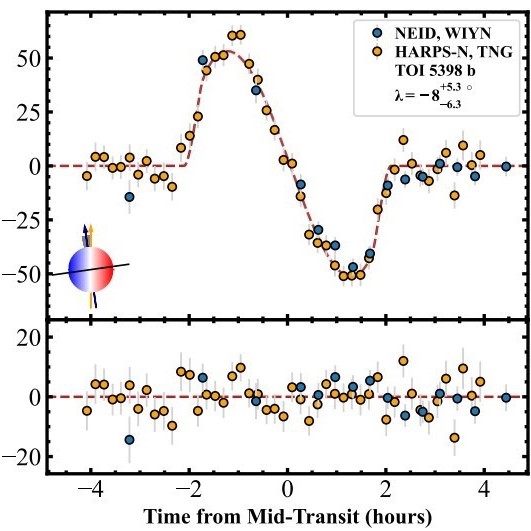 NEID, WIYN
HARPS-N, TNG
TOI 5398 b
λ = −8 +5.3 −6.3 °
50
25
0
−25
−50
20
0
−20
−4 −2 0 2 4
Time from Mid-Transit (hours)